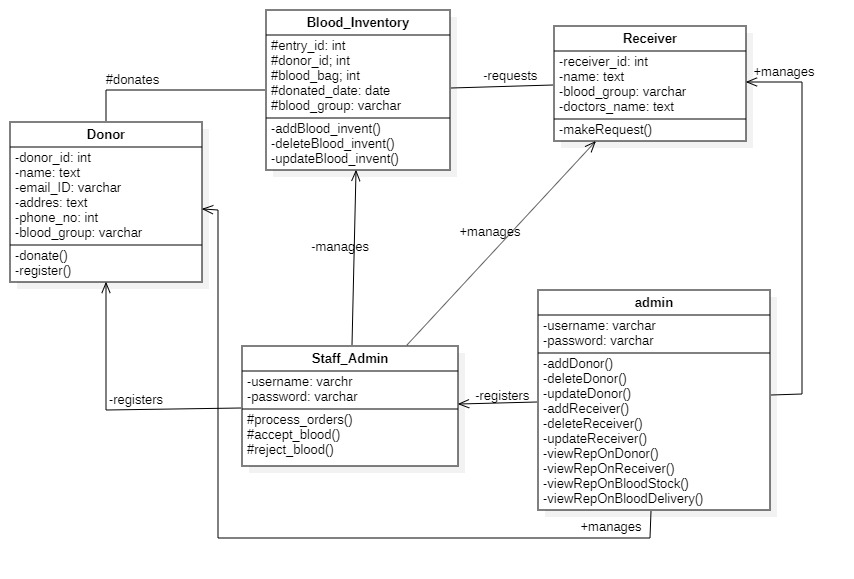 Blood_Inventory
#entry_id: int
#donor_id; int
#blood_bag; int
#donated_date: date
#blood_group: varchar
-addBlood_invent()
-deleteBlood_invent()
-updateBlood_invent()
Receiver
-receiver_id: int
-name: text
-blood_group: varchar
-doctors_name: text
-makeRequest()
#donates
-requests
+manages
Donor
-donor_id: int
-name: text
-email_ID: varchar
-addres: text
-phone_no: int
-blood_group: varchar
-donate()
-register()
-manages
+manages
Staff_Admin
-username: varchr
-password: varchar
#process_orders()
#accept_blood()
#reject_blood()
admin
-username: varchar
-password: varchar
-addDonor()
-deleteDonor()
-updateDonor()
-addReceiver()
-deleteReceiver()
-updateReceiver()
-viewRepOnDonor()
-viewRepOnReceiver()
-viewRepOnBloodStock()
-viewRepOnBloodDelivery()
-registers
-registers
+manages